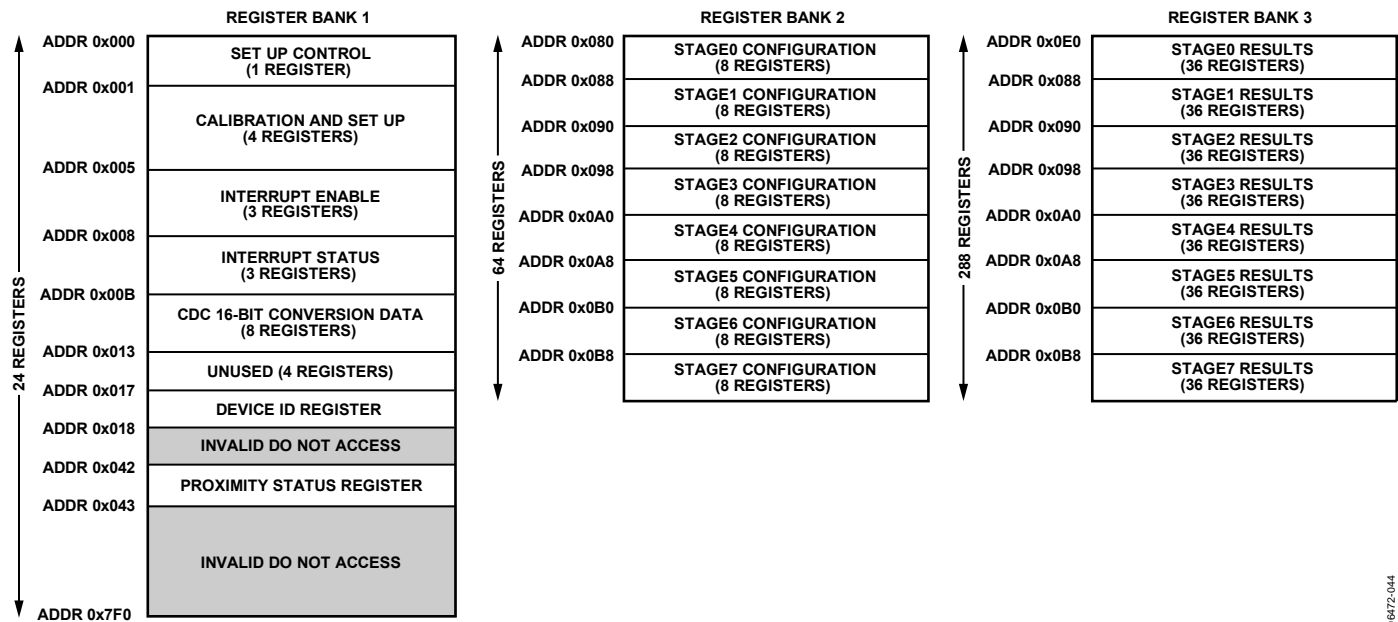 REGISTER BANK 1
24 REGISTERS
ADDR 0x000
SET UP CONTROL
(1 REGISTER)
ADDR 0x001
CALIBRATION AND SET UP
(4 REGISTERS)
ADDR 0x005
INTERRUPT ENABLE
(3 REGISTERS)
ADDR 0x008
INTERRUPT STATUS
(3 REGISTERS)
ADDR 0x00B
CDC 16-BIT CONVERSION DATA
(8 REGISTERS)
ADDR 0x013
UNUSED (4 REGISTERS)
ADDR 0x017
DEVICE ID REGISTER
ADDR 0x018
INVALID DO NOT ACCESS
ADDR 0x042
PROXIMITY STATUS REGISTER
ADDR 0x043
INVALID DO NOT ACCESS
ADDR 0x7F0
REGISTER BANK 2
64 REGISTERS
ADDR 0x080
STAGE0 CONFIGURATION
(8 REGISTERS)
ADDR 0x088
STAGE1 CONFIGURATION
(8 REGISTERS)
ADDR 0x090
STAGE2 CONFIGURATION
(8 REGISTERS)
ADDR 0x098
STAGE3 CONFIGURATION
(8 REGISTERS)
ADDR 0x0A0
STAGE4 CONFIGURATION
(8 REGISTERS)
ADDR 0x0A8
STAGE5 CONFIGURATION
(8 REGISTERS)
ADDR 0x0B0
STAGE6 CONFIGURATION
(8 REGISTERS)
ADDR 0x0B8
STAGE7 CONFIGURATION
(8 REGISTERS)
REGISTER BANK 3
288 REGISTERS
ADDR 0x0E0
STAGE0 RESULTS
(36 REGISTERS)
ADDR 0x088
STAGE1 RESULTS
(36 REGISTERS)
ADDR 0x090
STAGE2 RESULTS
(36 REGISTERS)
ADDR 0x098
STAGE3 RESULTS
(36 REGISTERS)
ADDR 0x0A0
STAGE4 RESULTS
(36 REGISTERS)
ADDR 0x0A8
STAGE5 RESULTS
(36 REGISTERS)
ADDR 0x0B0
STAGE6 RESULTS
(36 REGISTERS)
ADDR 0x0B8
STAGE7 RESULTS
(36 REGISTERS)